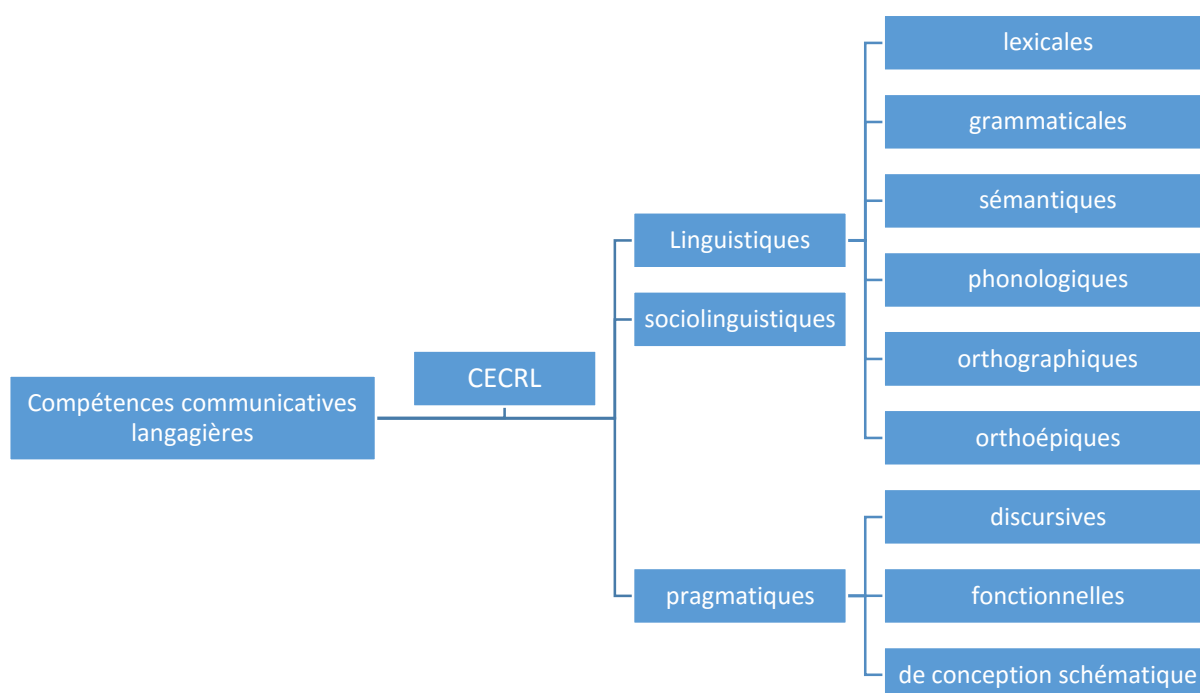 Compétences communicatives
langagières
CECRL
Linguistiques
lexicales
grammaticales
sémantiques
phonologiques
orthographiques
orthoépiques
sociolinguistiques
pragmatiques
discursives
fonctionnelles
de conception schématique